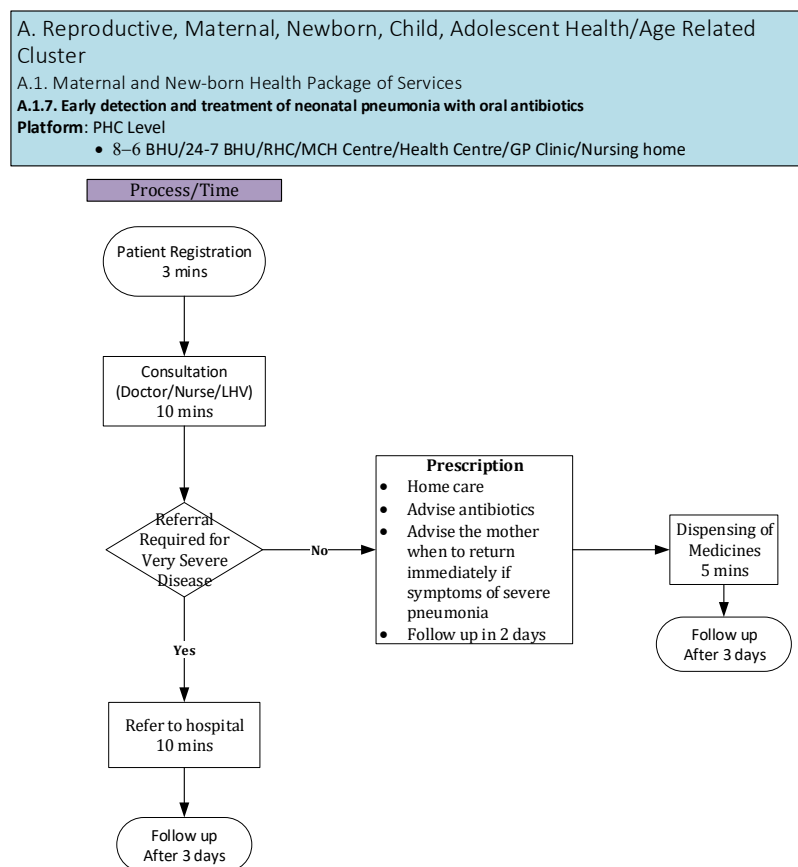 A. Reproductive, Maternal, Newborn, Child, Adolescent Health/Age Related
Cluster
A.1. Maternal and New-born Health Package of Services
A.1.7. Early detection and treatment of neonatal pneumonia with oral antibiotics
Platform: PHC Level
• 8–6 BHU/24-7 BHU/RHC/MCH Centre/Health Centre/GP Clinic/Nursing home
Process/Time
Patient Registration
3 mins
Consultation
(Doctor/Nurse/LHV)
10 mins
Referral
Required for
Very Severe
Disease
No
Prescription
• Home care
• Advise antibiotics
• Advise the mother
when to return
immediately if
symptoms of severe
pneumonia
• Follow up in 2 days
Dispensing of
Medicines
5 mins
Follow up
After 3 days
Yes
Refer to hospital
10 mins
Follow up
After 3 days